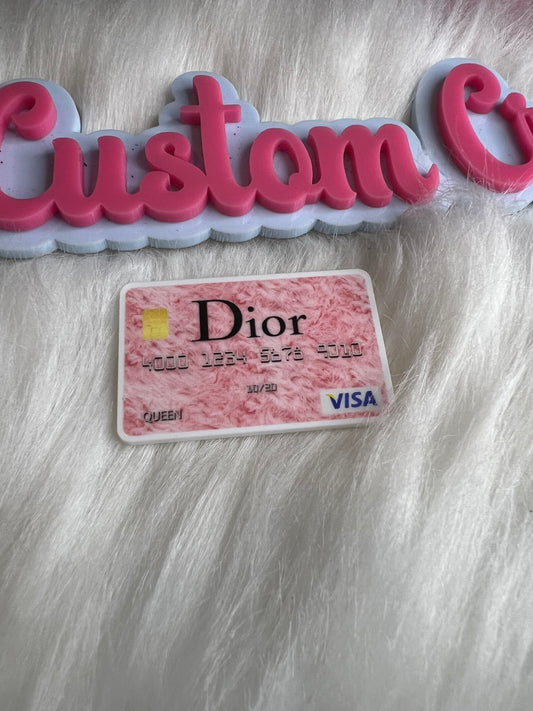 Custom C
Dior
4000 1234 5678 9010
10/20
QUEEN
VISA